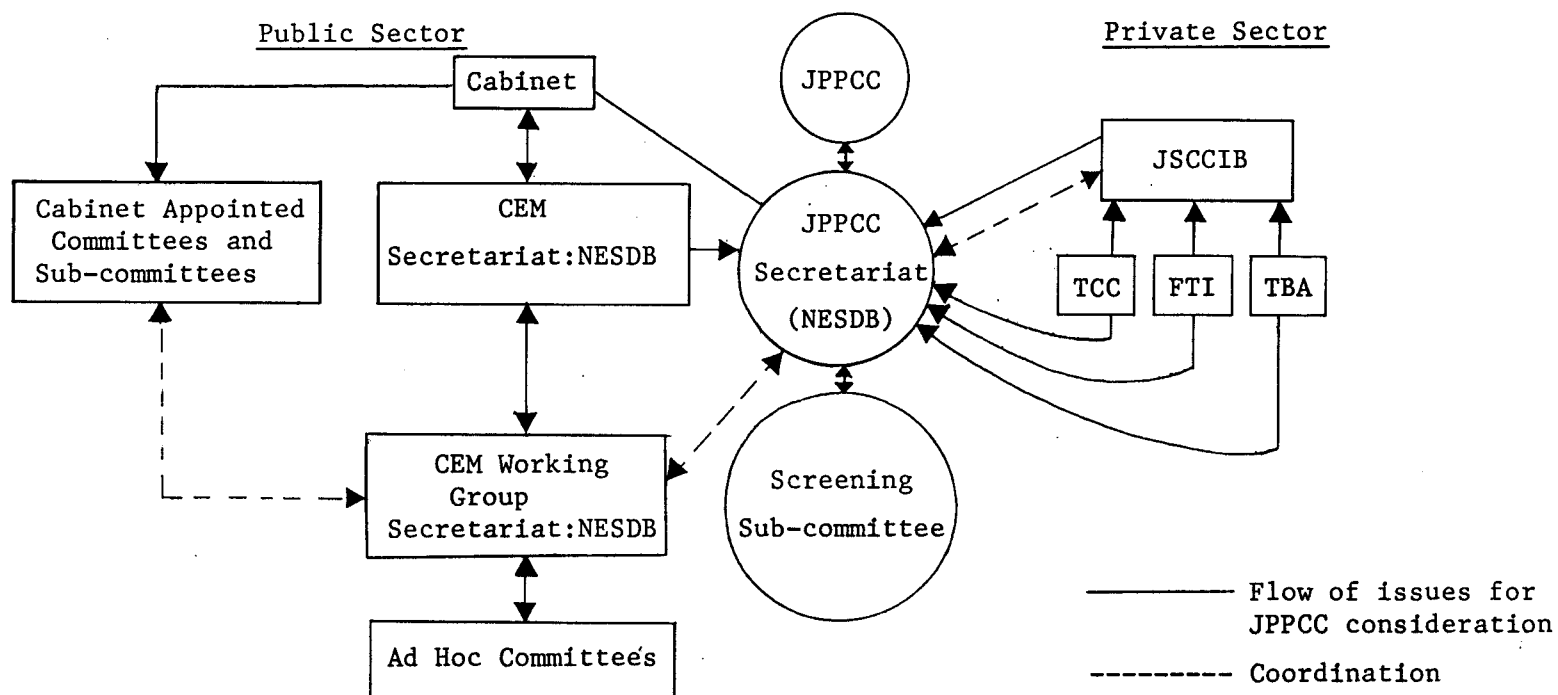 Public Sector
Private Sector
Cabinet
JPPCC
JSCCIB
Cabinet Appointed
Committees and
Sub-committees
CEM
Secretariat:NESDB
JPPCC
Secretariat
(NESDB)
TCC
FTI
TBA
CEM Working
Group
Secretariat:NESDB
Screening
Sub-committee
Ad Hoc Committees
Flow of issues for
JPPCC consideration
Coordination